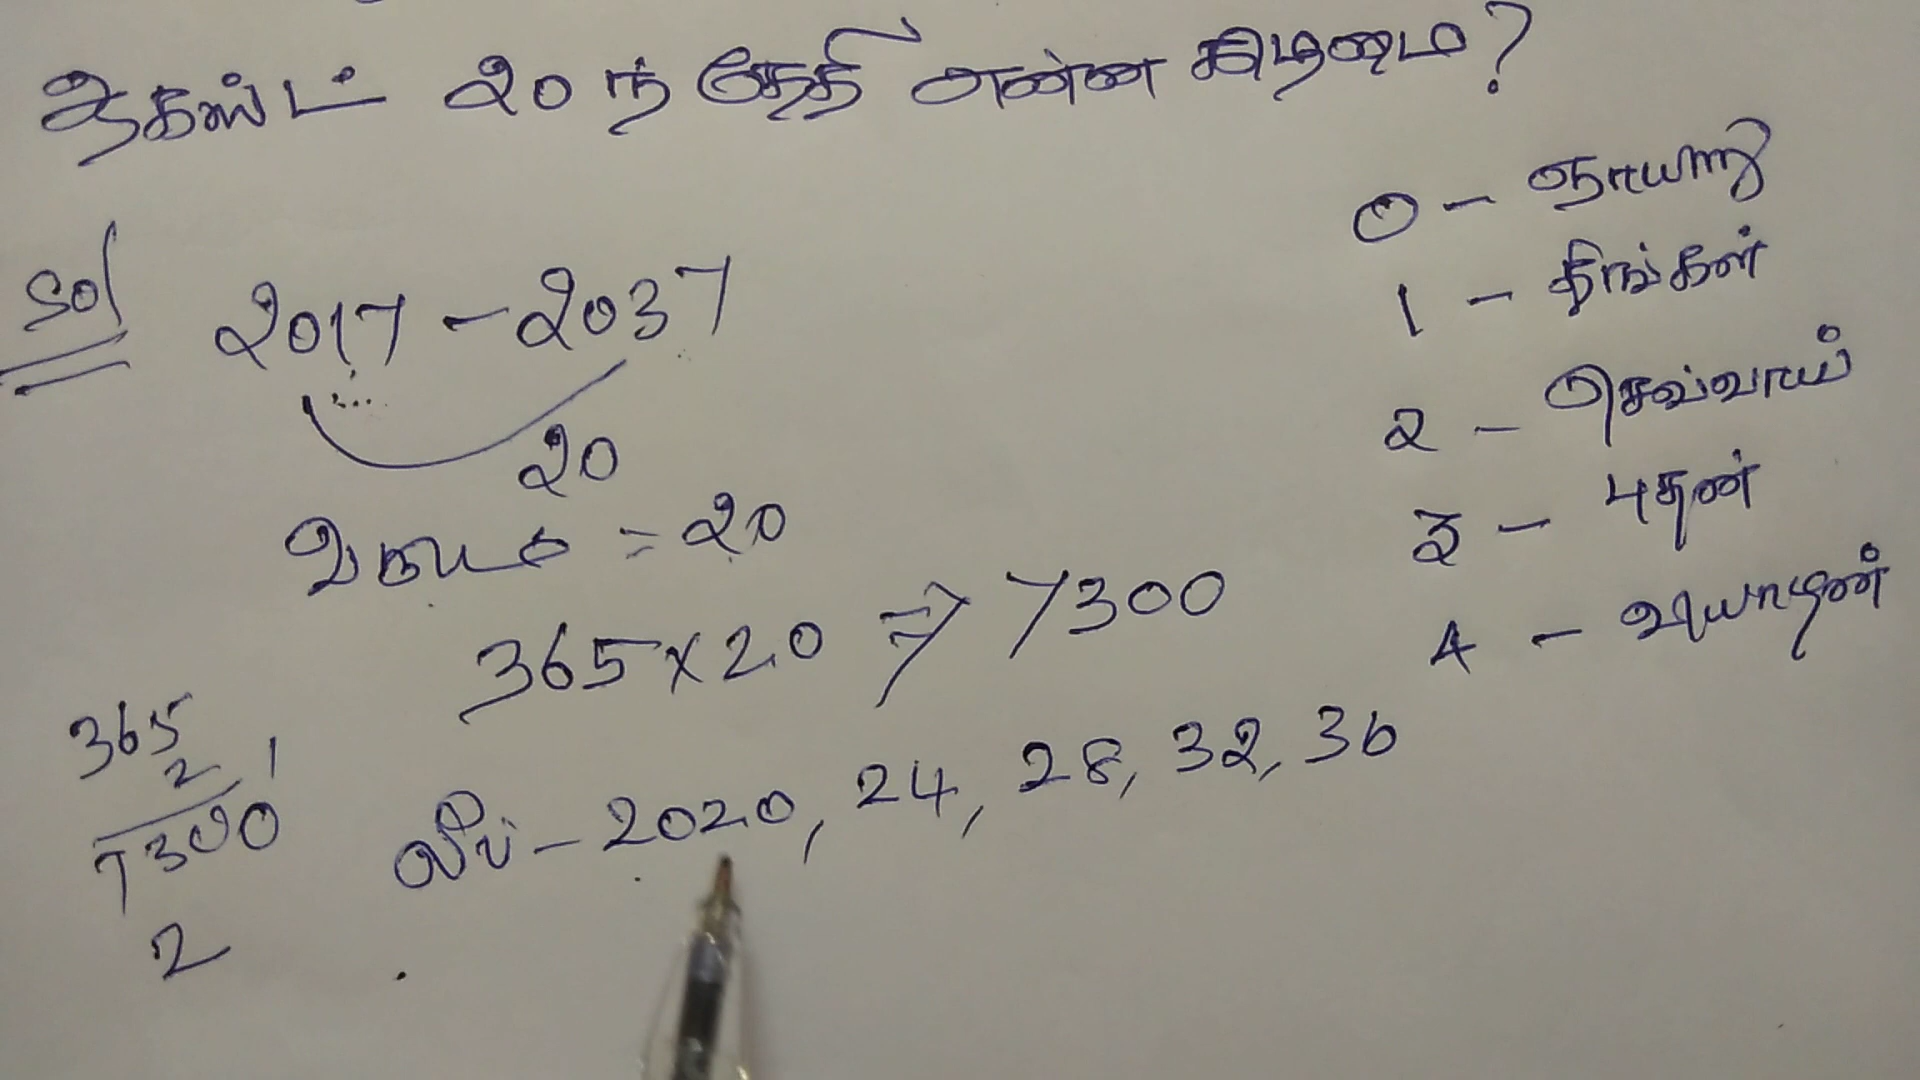 ஆகஸ்ட் 20 ந் தேதி என்ன கிழமை?
Sol 2017 - 2037
20
வருடம் = 20
365 x 20 => 7300
365
2
7300
2
லீப் - 2020, 24, 28, 32, 36
0 - ஞாயிறு
1 - திங்கள்
2 - செவ்வாய்
3 - புதன்
4 - வியாழன்